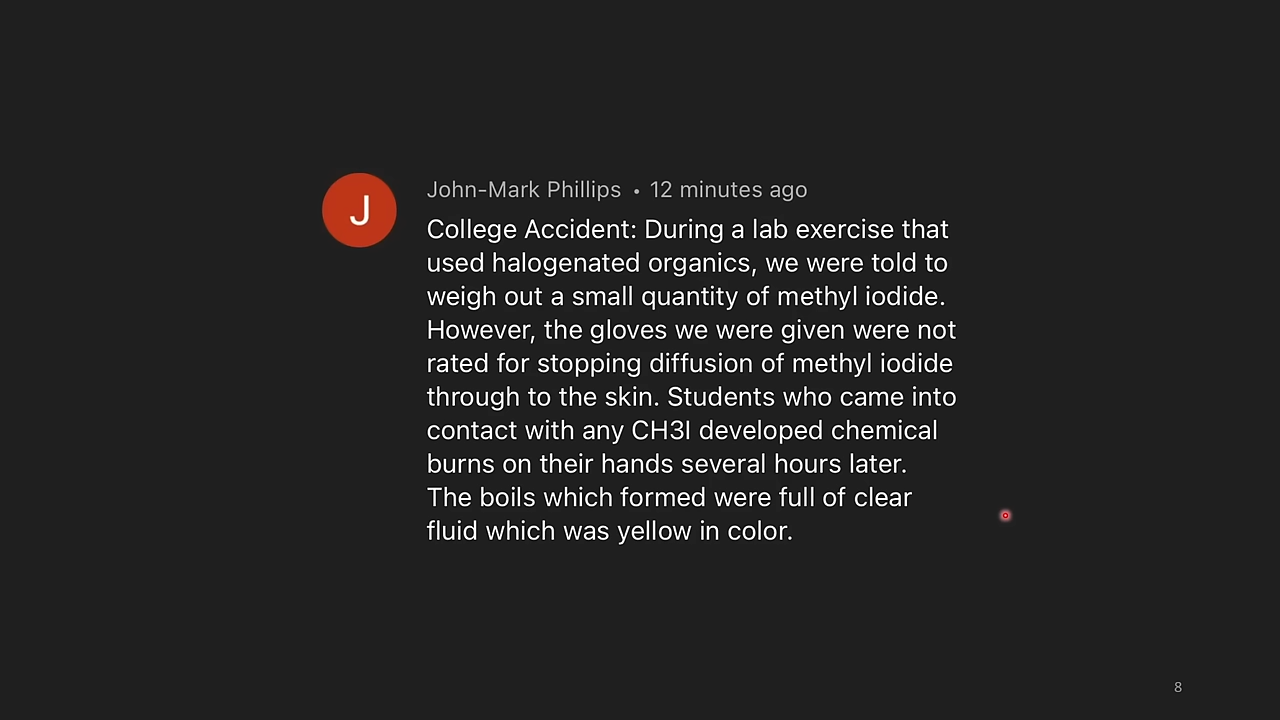 J
John-Mark Phillips • 12 minutes ago
College Accident: During a lab exercise that
used halogenated organics, we were told to
weigh out a small quantity of methyl iodide.
However, the gloves we were given were not
rated for stopping diffusion of methyl iodide
through to the skin. Students who came into
contact with any CH3I developed chemical
burns on their hands several hours later.
The boils which formed were full of clear
fluid which was yellow in color.
8